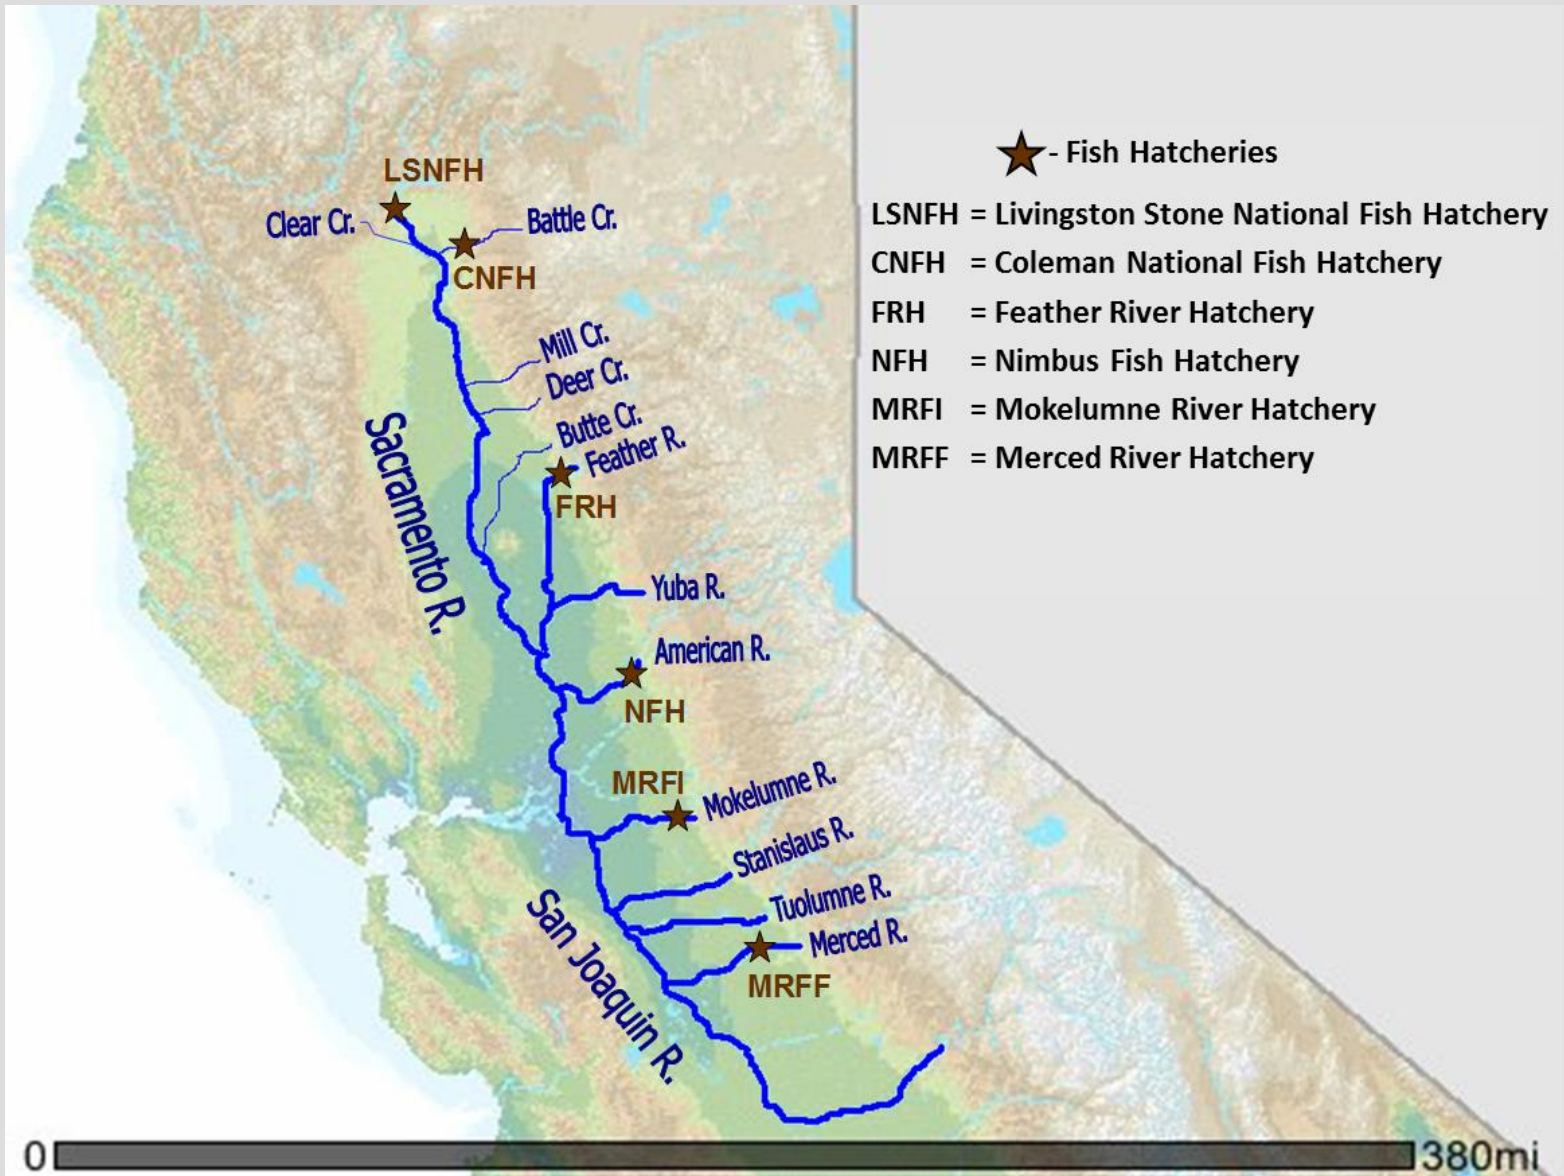 LSNFH
Clear Cr.
Battle Cr.
CNFH
Mill Cr.
Deer Cr.
Butte Cr.
Feather R.
FRH
Sacramento R.
Yuba R.
American R.
NFH
MRFI
Mokelumne R.
Stanislaus R.
Tuolumne R.
Merced R.
MRFF
San Joaquin R.
- Fish Hatcheries
LSNFH = Livingston Stone National Fish Hatchery
CNFH = Coleman National Fish Hatchery
FRH = Feather River Hatchery
NFH = Nimbus Fish Hatchery
MRFI = Mokelumne River Hatchery
MRFF = Merced River Hatchery
0 380mi